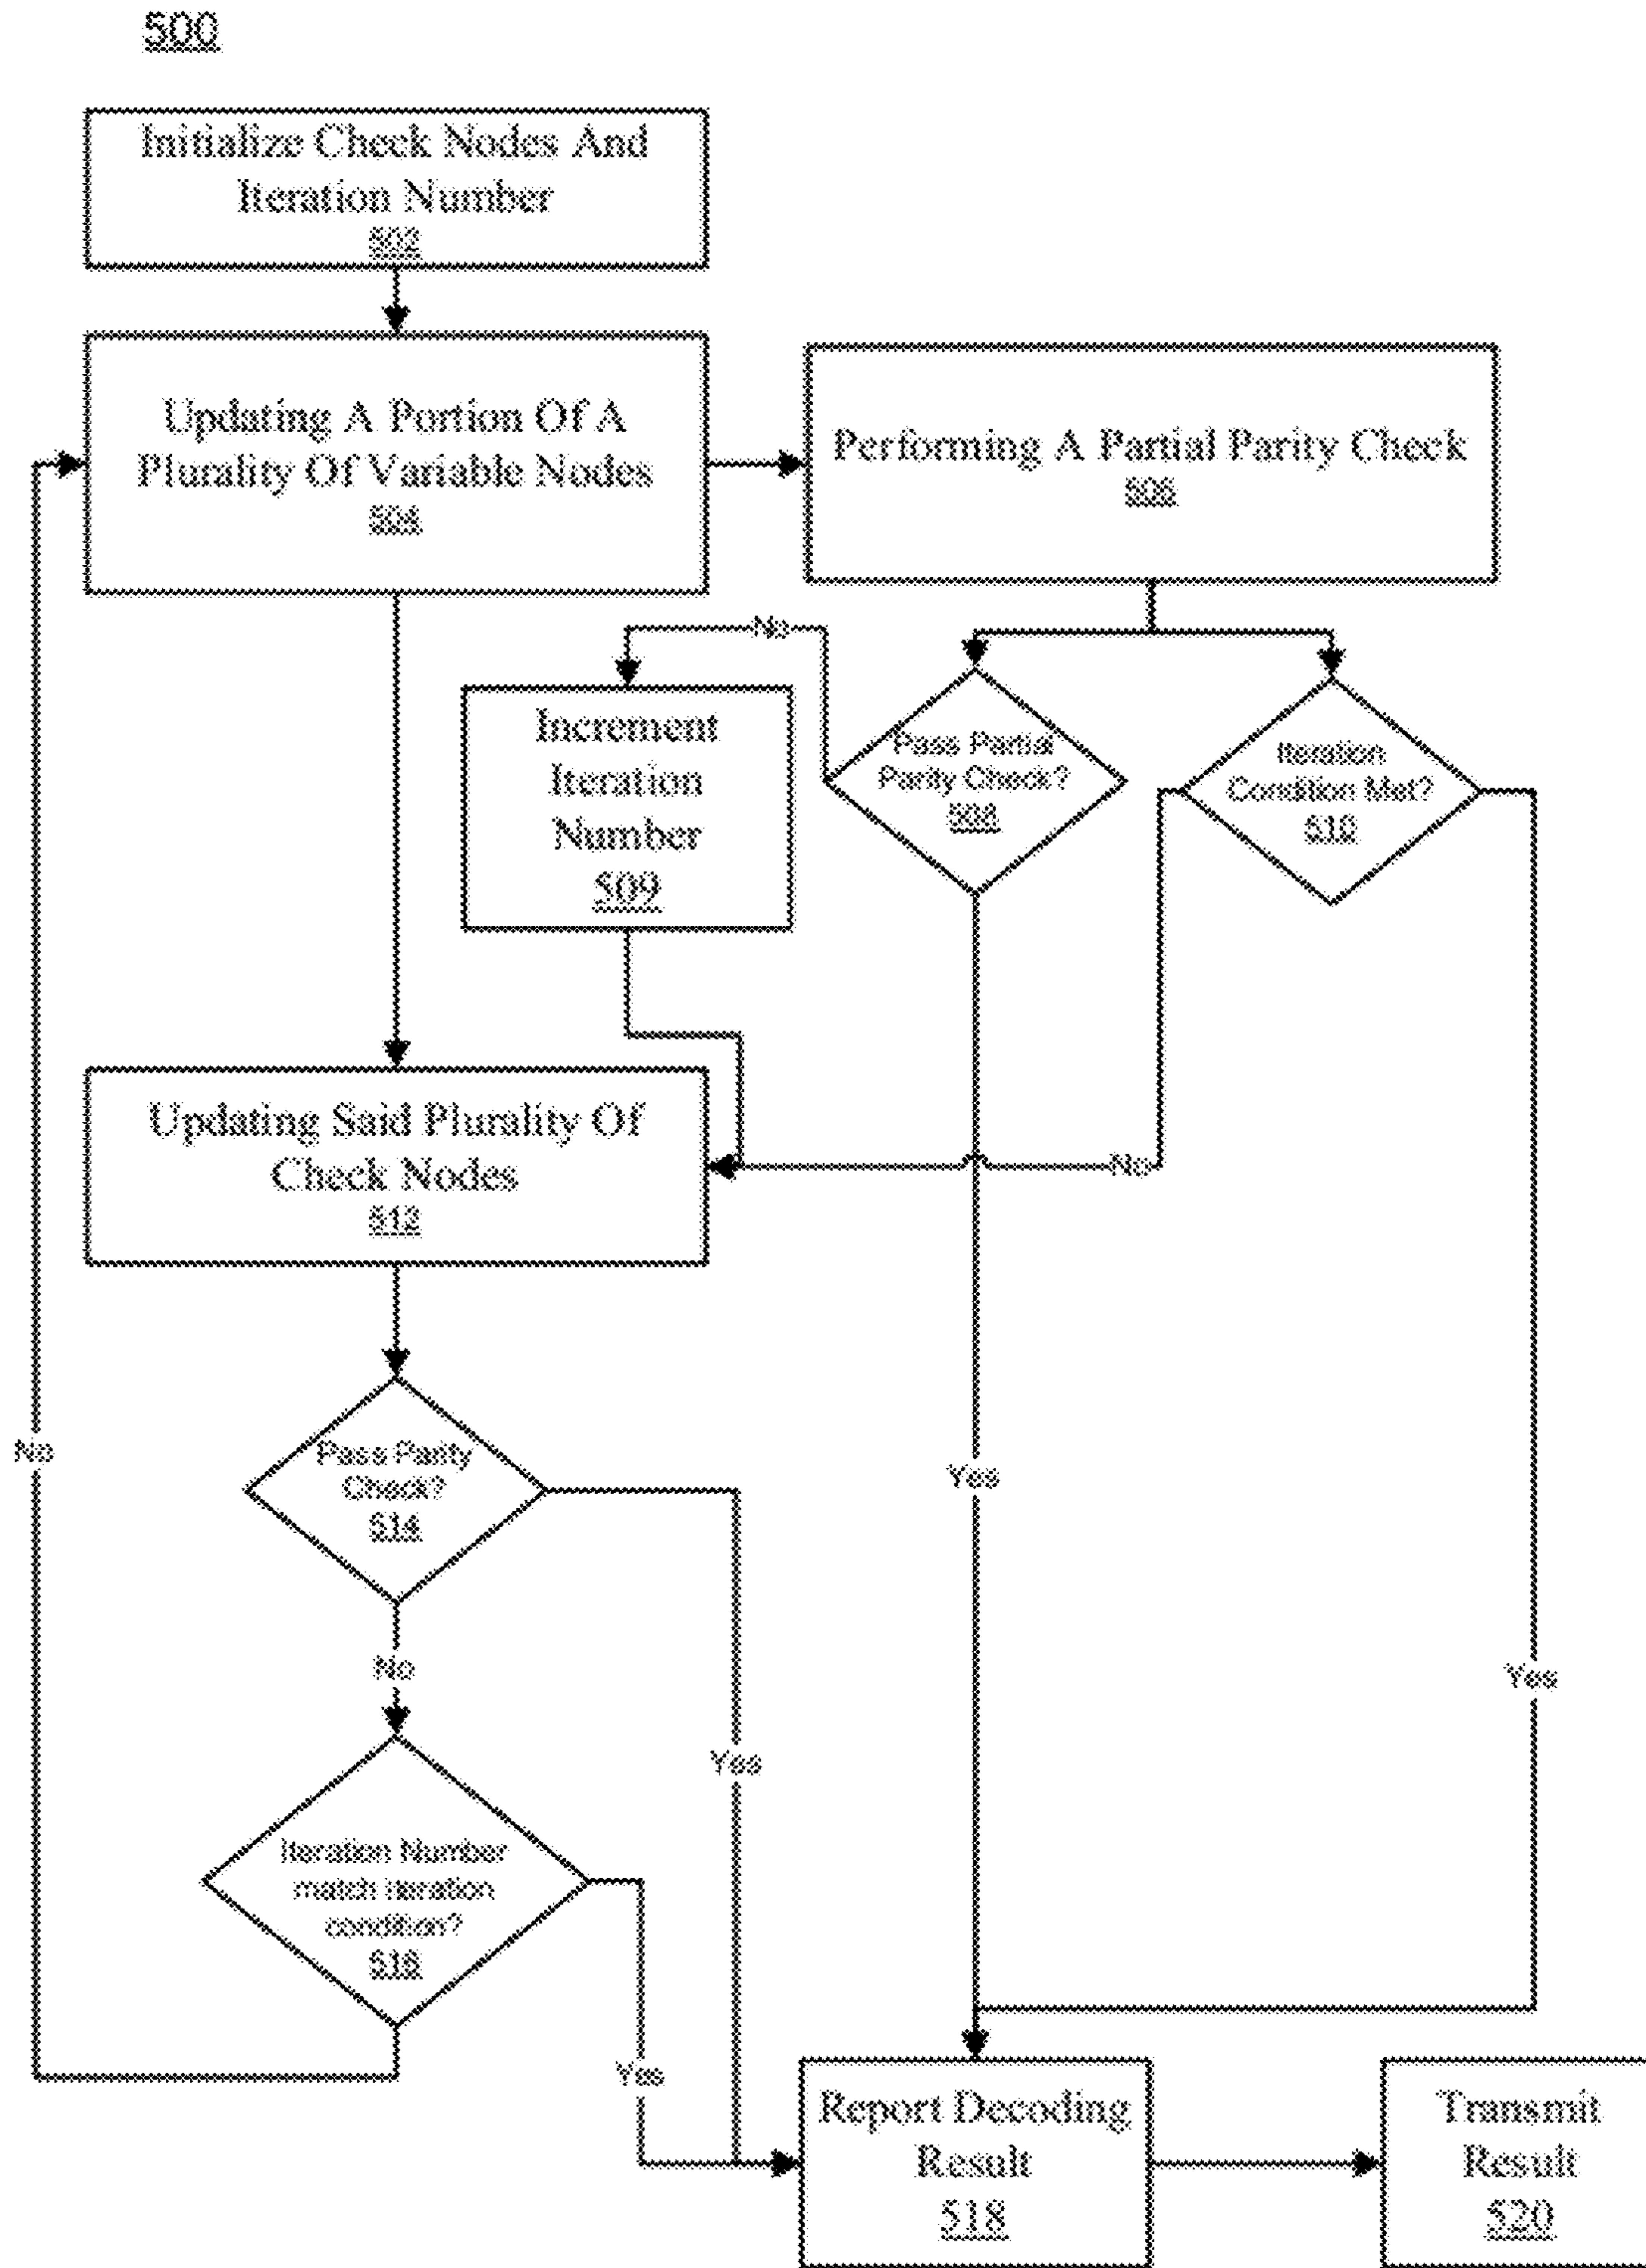 500
Initialize Check Nodes And
Iteration Number
502
Updating A Portion Of A
Plurality Of Variable Nodes
504
Performing A Partial Parity Check
506
No
Increment
Iteration
Number
509
Pass Partial
Parity Check?
508
Iteration
Condition Met?
510
Updating Said Plurality Of
Check Nodes
512
No
No
Pass Parity
Check?
514
Yes
No
Yes
Yes
Iteration Number
match iteration
condition?
516
Yes
Report Decoding
Result
518
Transmit
Result
520